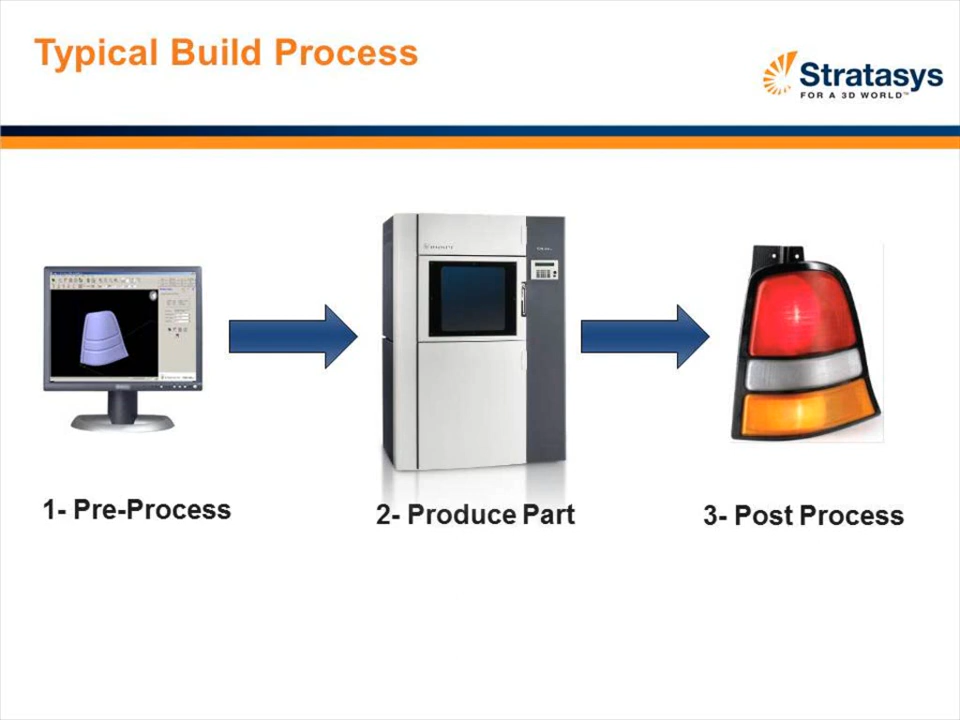 Typical Build Process
Stratasys
FOR A 3D WORLD™
1- Pre-Process
2- Produce Part
3- Post Process